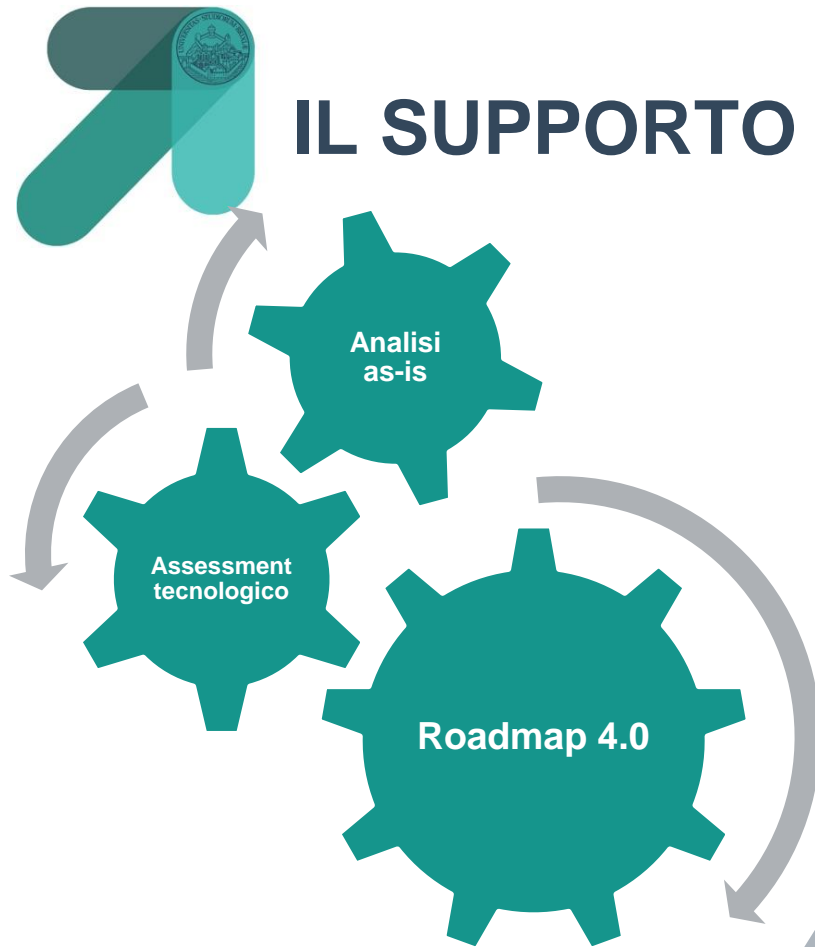 IL SUPPORTO
Analisi
as-is
Assessment
tecnologico
Roadmap 4.0